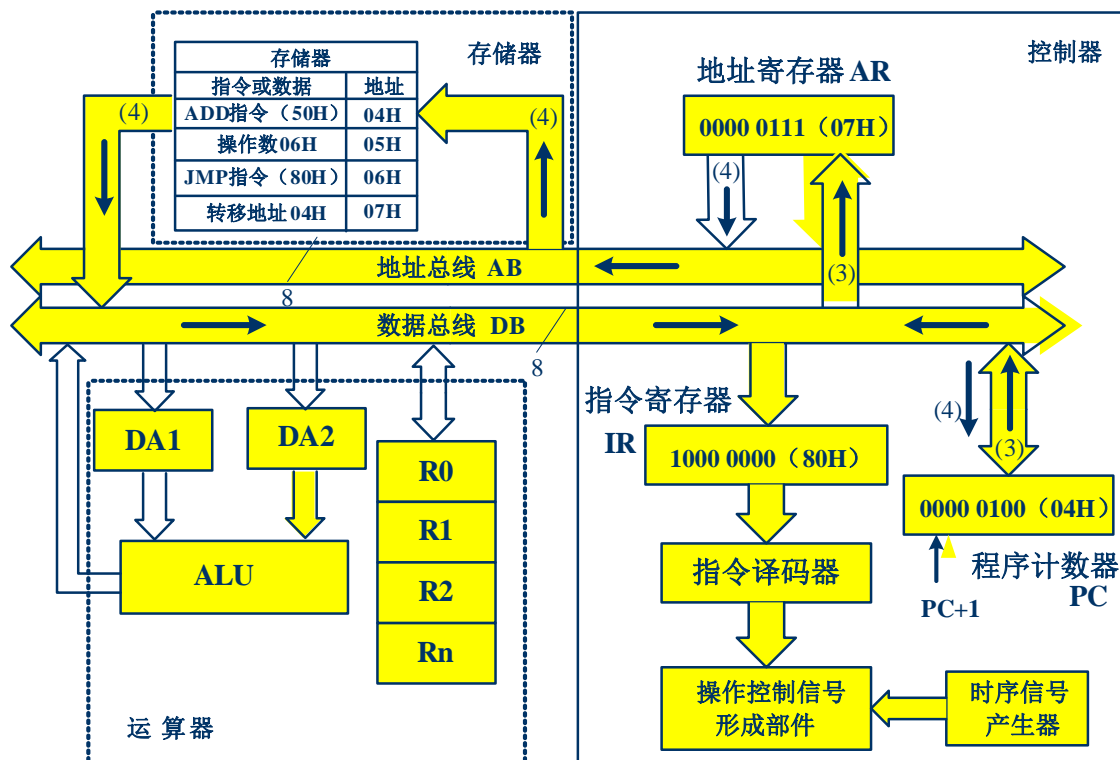 存储器
控制器
存储器
指令或数据 地址
ADD指令（50H） 04H
操作数06H 05H
JMP指令（80H） 06H
转移地址04H 07H
(4)
(4)
地址寄存器 AR
0000 0111（07H）
(4)
(3)
地址总线 AB
8
数据总线 DB
8
DA1
DA2
ALU
R0
R1
R2
Rn
运 算器
指令寄存器
IR
1000 0000（80H）
指令译码器
操作控制信号
形成部件
时序信号
产生器
(4)
(3)
0000 0100（04H）
程序计数器
PC
PC+1